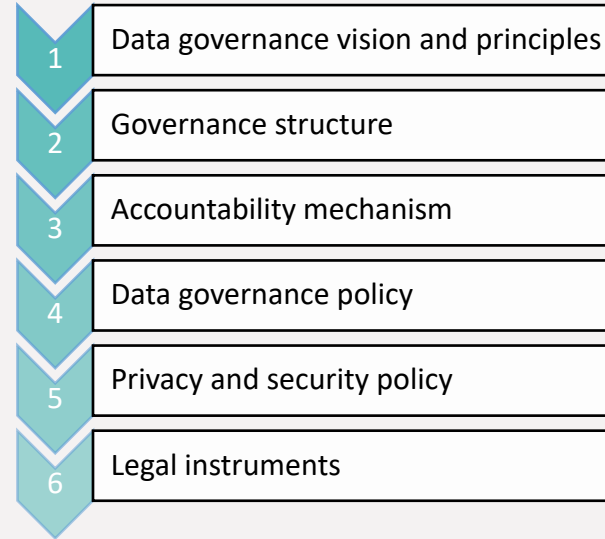 1 Data governance vision and principles
2 Governance structure
3 Accountability mechanism
4 Data governance policy
5 Privacy and security policy
6 Legal instruments